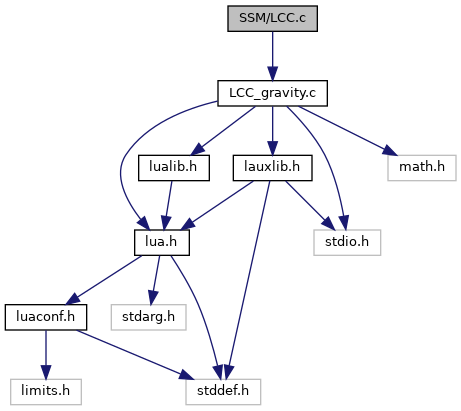 SSM/LCC.c
LCC_gravity.c
lualib.h
lauxlib.h
math.h
lua.h
stdio.h
luaconf.h
stdarg.h
limits.h
stddef.h